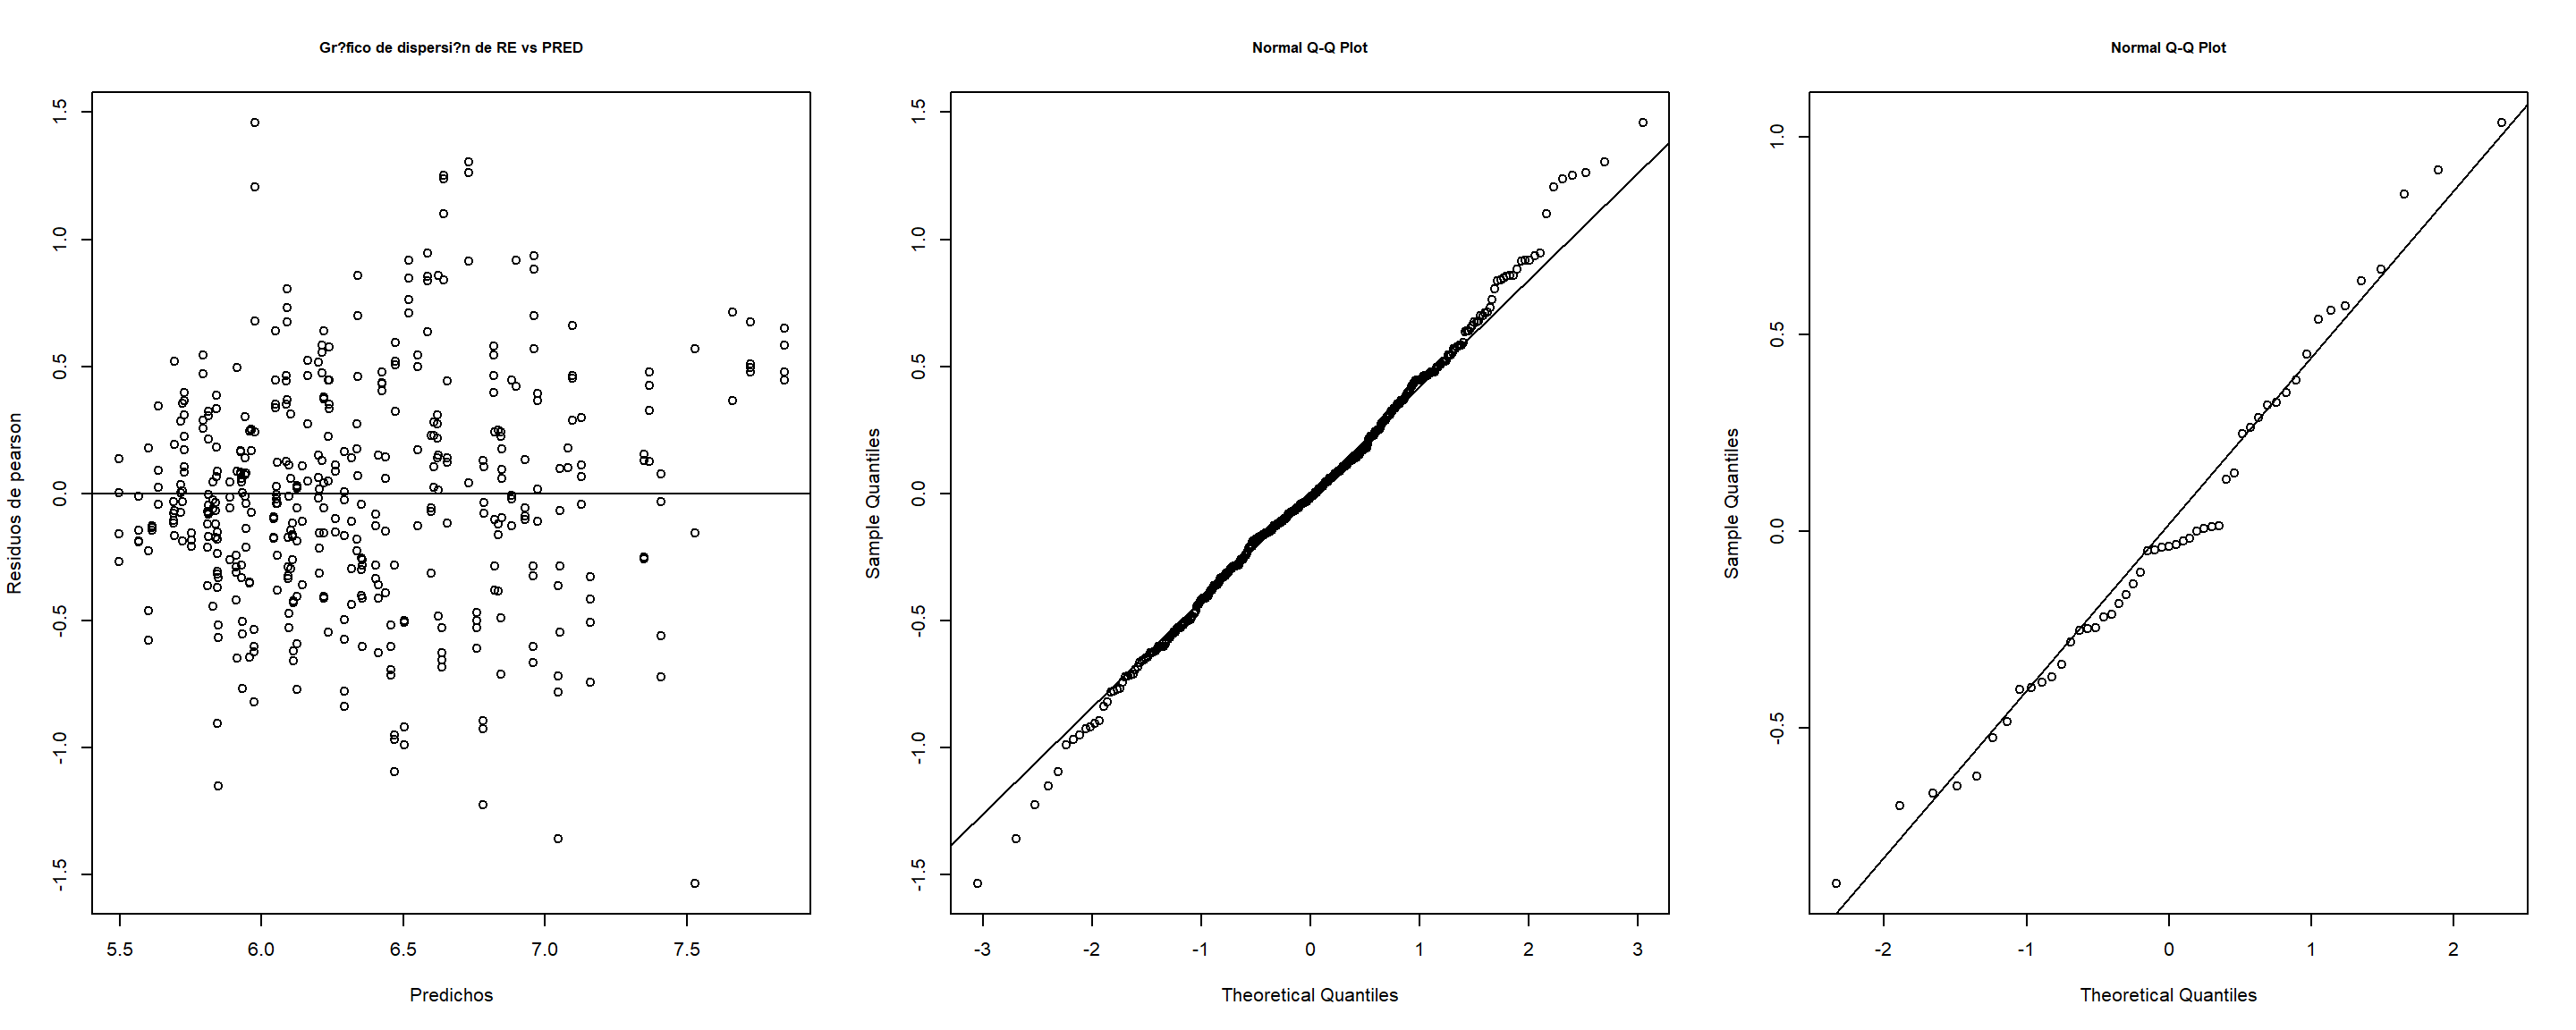 Gr?fico de dispersi?n de RE vs PRED
Residuos de pearson
1.5
1.0
0.5
0.0
-0.5
-1.0
-1.5
5.5 6.0 6.5 7.0 7.5
Predichos
Normal Q-Q Plot
Sample Quantiles
1.5
1.0
0.5
0.0
-0.5
-1.0
-1.5
-3 -2 -1 0 1 2 3
Theoretical Quantiles
Normal Q-Q Plot
Sample Quantiles
1.0
0.5
0.0
-0.5
-2 -1 0 1 2
Theoretical Quantiles